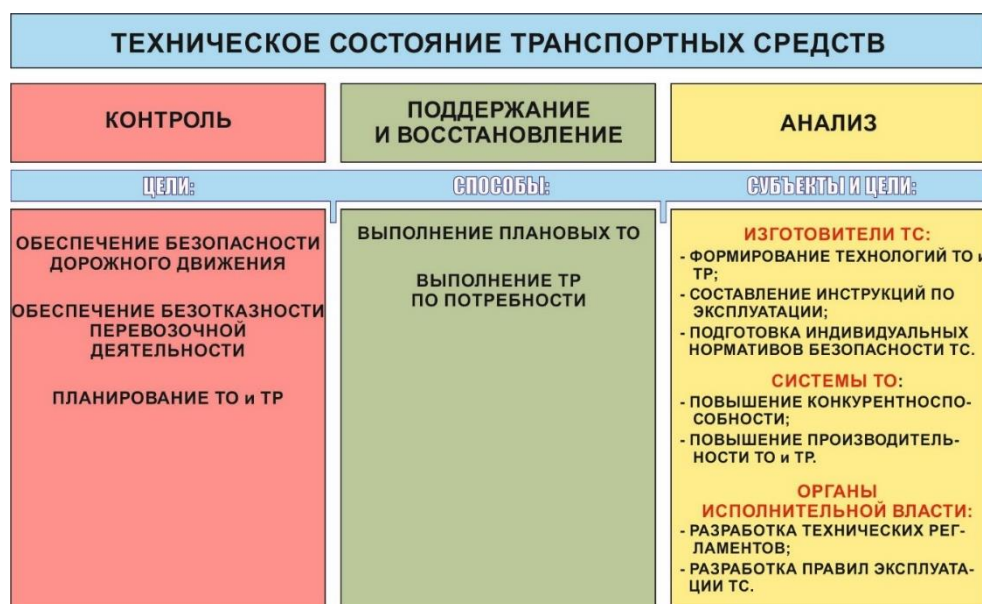 ТЕХНИЧЕСКОЕ СОСТОЯНИЕ ТРАНСПОРТНЫХ СРЕДСТВ
КОНТРОЛЬ
ПОДДЕРЖАНИЕ
И ВОССТАНОВЛЕНИЕ
АНАЛИЗ
ЦЕЛИ:
СПОСОБЫ:
СУБЪЕКТЫ И ЦЕЛИ:
ОБЕСПЕЧЕНИЕ БЕЗОПАСНОСТИ
ДОРОЖНОГО ДВИЖЕНИЯ
ОБЕСПЕЧЕНИЕ БЕЗОТКАЗНОСТИ
ПЕРЕВОЗОЧНОЙ
ДЕЯТЕЛЬНОСТИ
ПЛАНИРОВАНИЕ ТО и ТР
ВЫПОЛНЕНИЕ ПЛАНОВЫХ ТО
ВЫПОЛНЕНИЕ ТР
ПО ПОТРЕБНОСТИ
ИЗГОТОВИТЕЛИ ТС:
- ФОРМИРОВАНИЕ ТЕХНОЛОГИЙ ТО и
ТР;
- СОСТАВЛЕНИЕ ИНСТРУКЦИЙ ПО
ЭКСПЛУАТАЦИИ;
- ПОДГОТОВКА ИНДИВИДУАЛЬНЫХ
НОРМАТИВОВ БЕЗОПАСНОСТИ ТС.
СИСТЕМЫ ТО:
- ПОВЫШЕНИЕ КОНКУРЕНТНОСПО-
СОБНОСТИ;
- ПОВЫШЕНИЕ ПРОИЗВОДИТЕЛЬ-
НОСТИ ТО и ТР.
ОРГАНЫ
ИСПОЛНИТЕЛЬНОЙ ВЛАСТИ:
- РАЗРАБОТКА ТЕХНИЧЕСКИХ РЕГ-
ЛАМЕНТОВ;
- РАЗРАБОТКА ПРАВИЛ ЭКСПЛУАТА-
ЦИИ ТС.